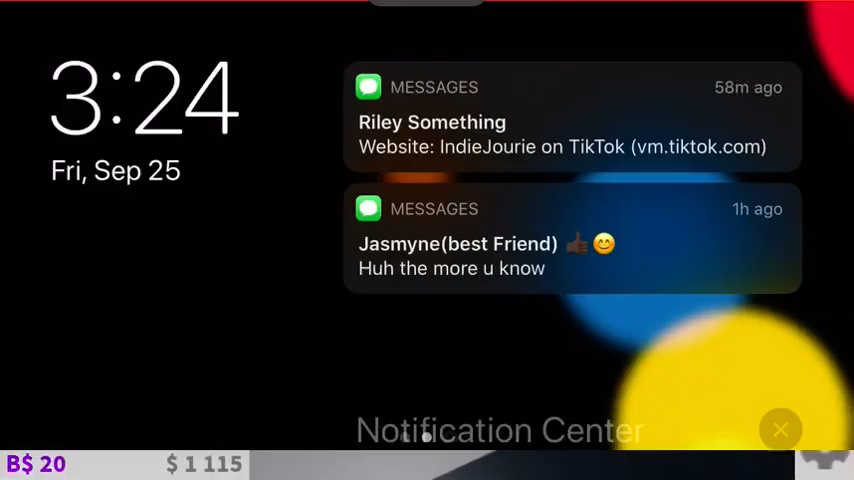 3:24
Fri, Sep 25
MESSAGES
58m ago
Riley Something
Website: IndieJourie on TikTok (vm.tiktok.com)
MESSAGES
1h ago
Jasmyne(best Friend) 👍🏿😊
Huh the more u know
Notification Center
B$ 20
$ 1 115